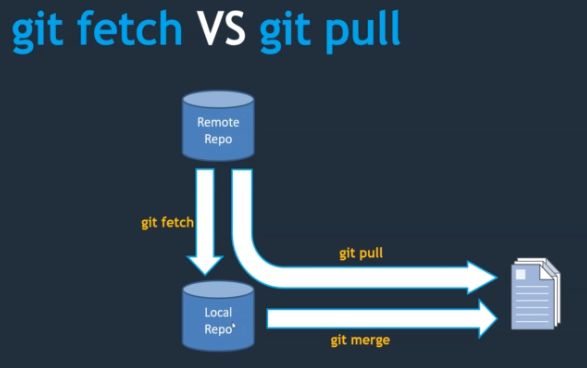 git fetch VS git pull
Remote
Repo
git fetch
git pull
Local
Repo
git merge